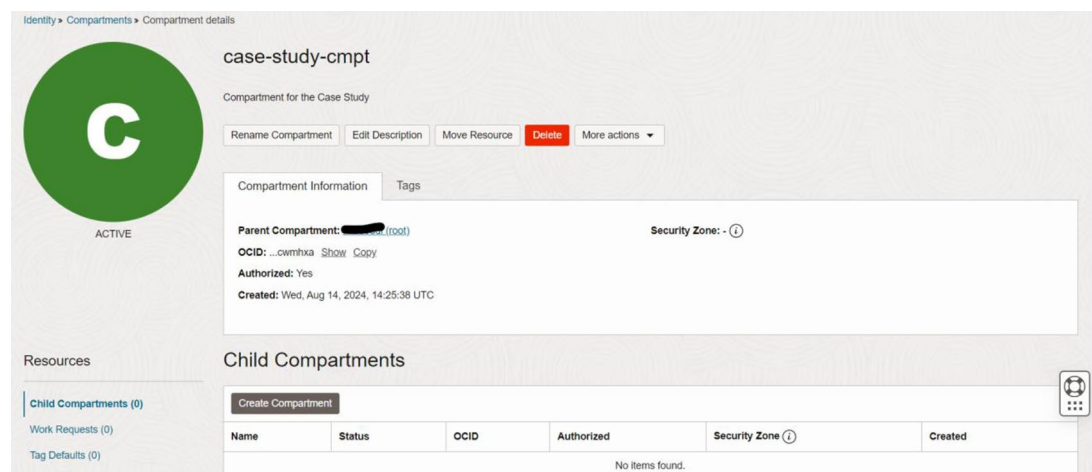 Identity » Compartments » Compartment details
C
ACTIVE
case-study-cmpt
Compartment for the Case Study
Rename Compartment Edit Description Move Resource Delete More actions
Compartment Information Tags
Parent Compartment: (root)
Security Zone: -
OCID: ...cwmhxa Show Copy
Authorized: Yes
Created: Wed, Aug 14, 2024, 14:25:38 UTC
Resources
Child Compartments (0)
Work Requests (0)
Tag Defaults (0)
Child Compartments
Create Compartment
Name Status OCID Authorized Security Zone Created
No items found.